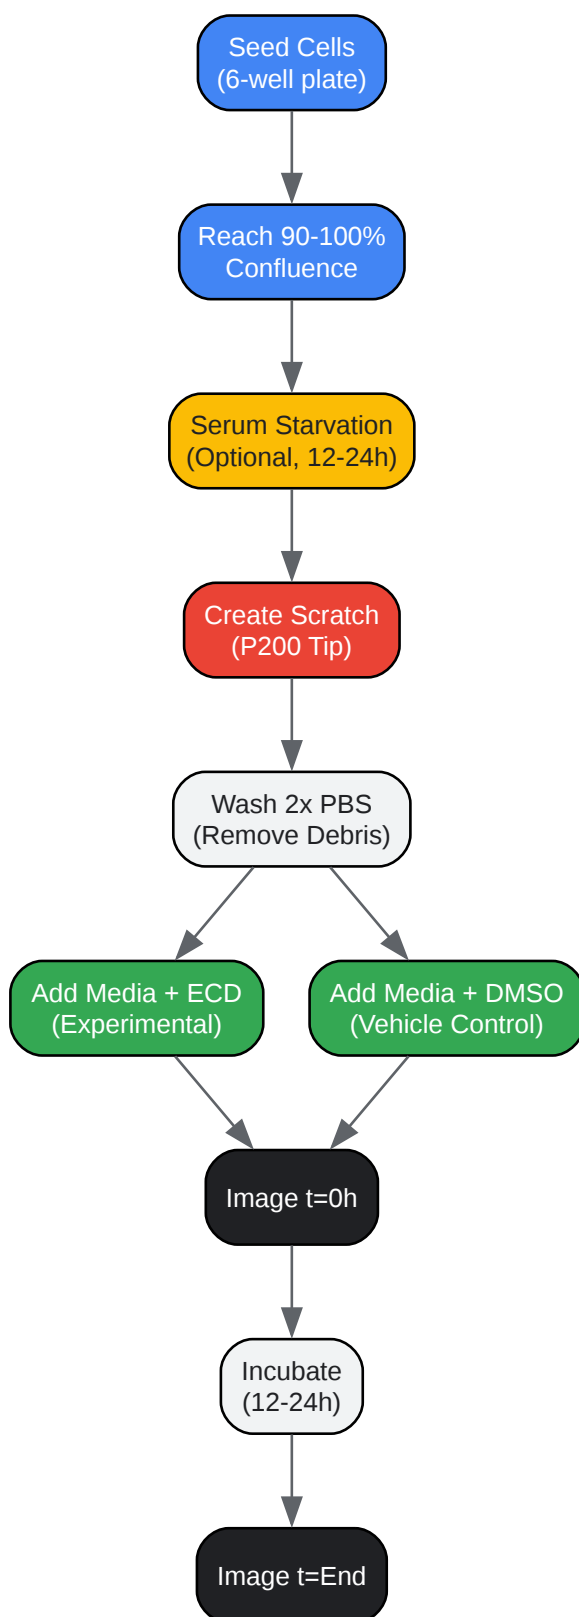 Seed Cells
(6-well plate)
Reach 90-100%
Confluence
Serum Starvation
(Optional, 12-24h)
Create Scratch
(P200 Tip)
Wash 2x PBS
(Remove Debris)
Add Media + ECD
(Experimental)
Add Media + DMSO
(Vehicle Control)
Image t=0h
Incubate
(12-24h)
Image t=End